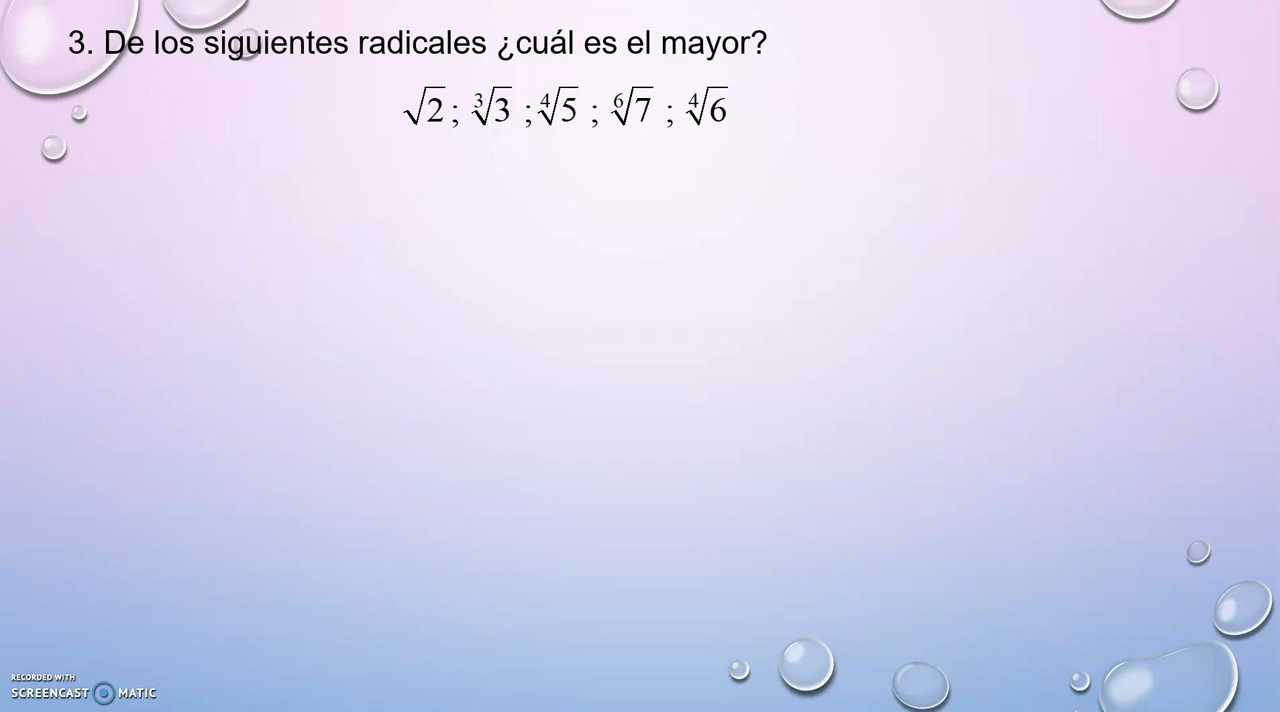 3. De los siguientes radicales ¿cuál es el mayor?
√2 ; ∛3 ; ∜5 ; ⁶√7 ; ∜6
RECORDED WITH
SCREENCAST MATIC